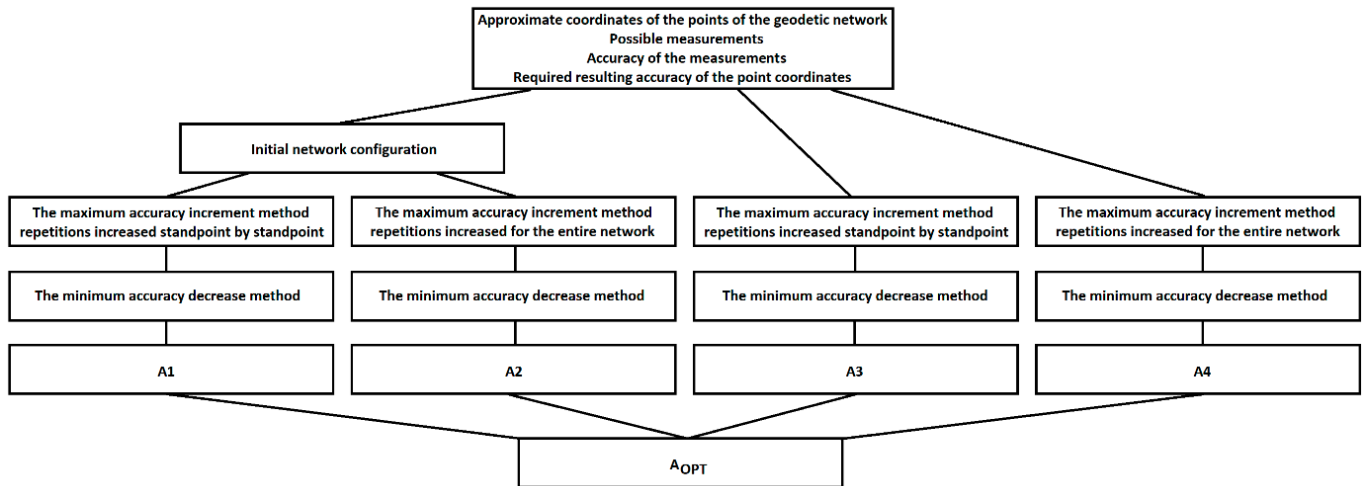 Approximate coordinates of the points of the geodetic network
Possible measurements
Accuracy of the measurements
Required resulting accuracy of the point coordinates
Initial network configuration
The maximum accuracy increment method
repetitions increased standpoint by standpoint
The maximum accuracy increment method
repetitions increased for the entire network
The maximum accuracy increment method
repetitions increased standpoint by standpoint
The maximum accuracy increment method
repetitions increased for the entire network
The minimum accuracy decrease method
The minimum accuracy decrease method
The minimum accuracy decrease method
The minimum accuracy decrease method
A1
A2
A3
A4
AOPT